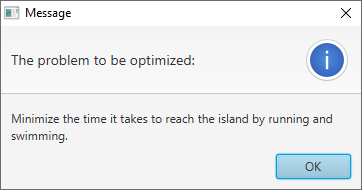 Message
The problem to be optimized:
Minimize the time it takes to reach the island by running and
swimming.
OK